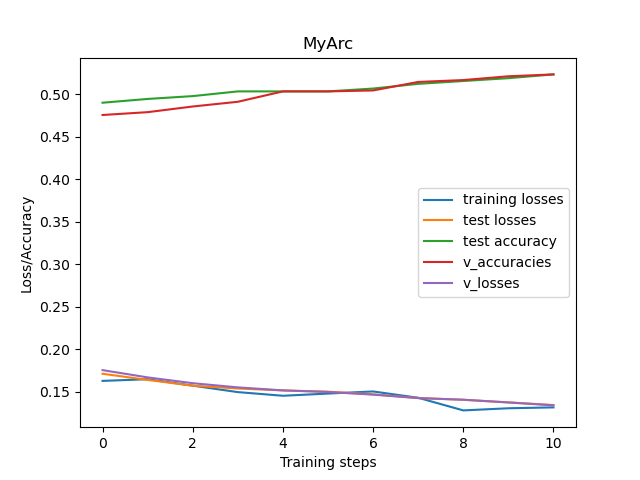 MyArc
Loss/Accuracy
0.50
0.45
0.40
0.35
0.30
0.25
0.20
0.15
training losses
test losses
test accuracy
v_accuracies
v_losses
0 2 4 6 8 10
Training steps